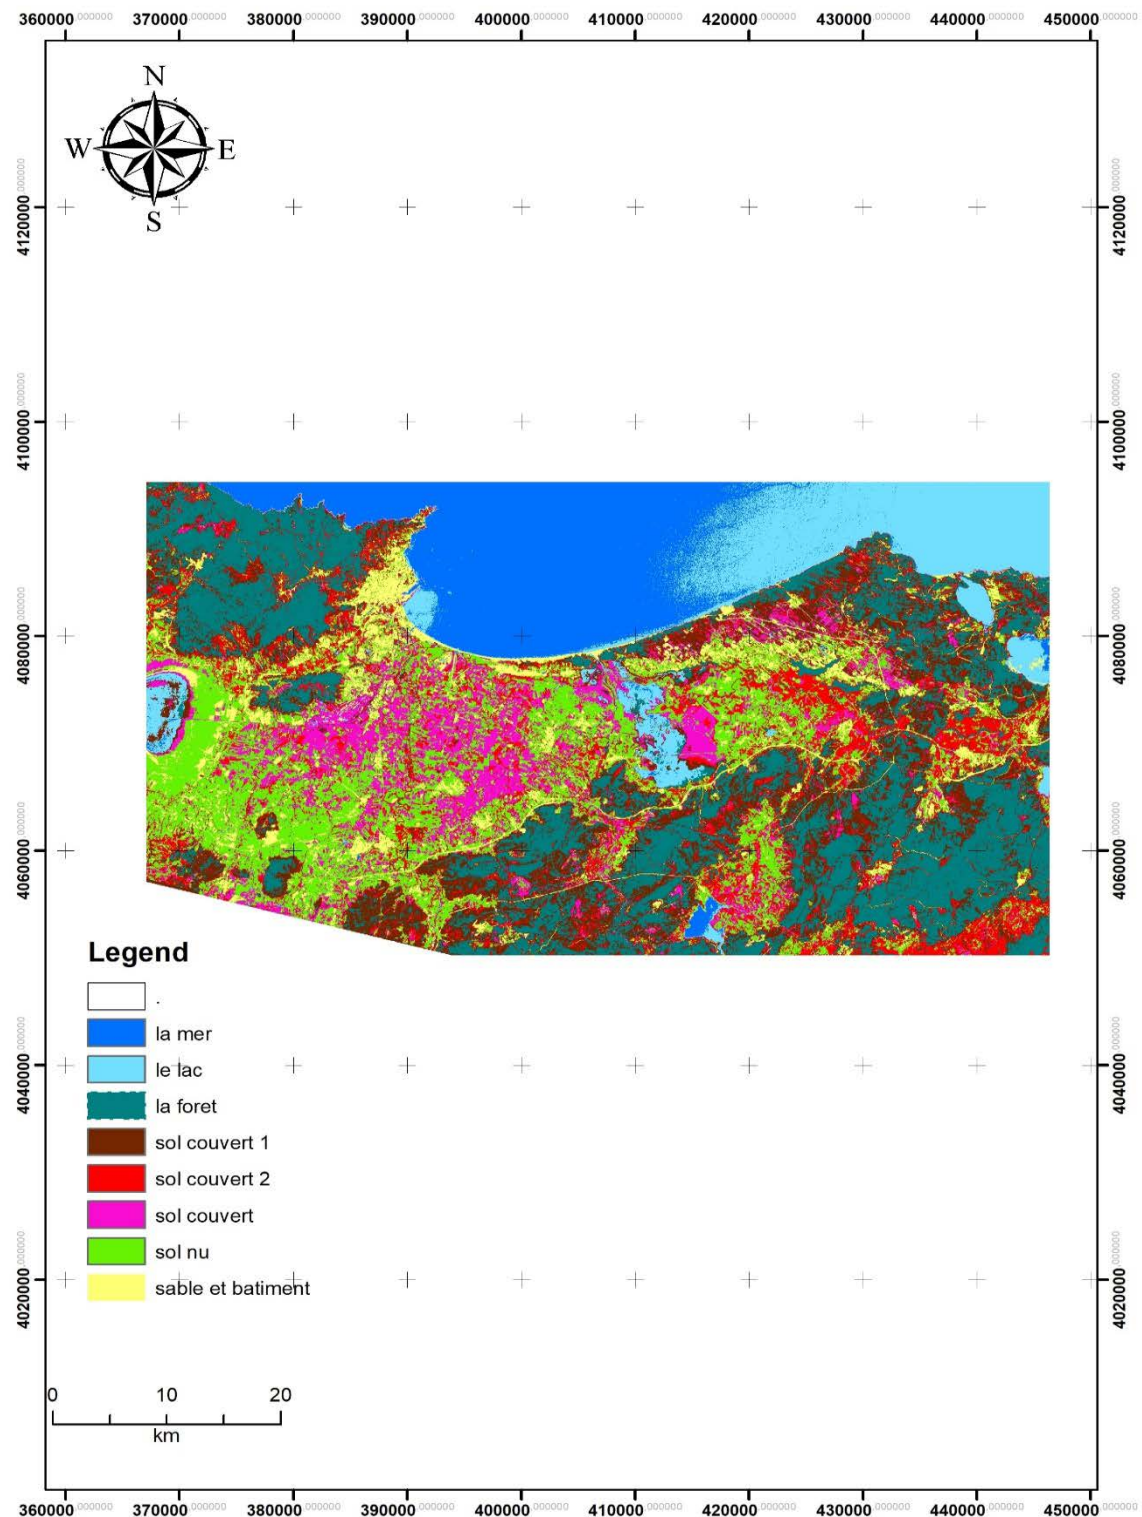 360000.000000 370000.000000 380000.000000 390000.000000 400000.000000 410000.000000 420000.000000 430000.000000 440000.000000 450000.000000
N
W E
S
4120000.000000 4120000.000000
4100000.000000 4100000.000000
4080000.000000 4080000.000000
4060000.000000 4060000.000000
4040000.000000 4040000.000000
4020000.000000 4020000.000000
Legend
.
la mer
le lac
la foret
sol couvert 1
sol couvert 2
sol couvert
sol nu
sable et batiment
0 10 20
km
360000.000000 370000.000000 380000.000000 390000.000000 400000.000000 410000.000000 420000.000000 430000.000000 440000.000000 450000.000000